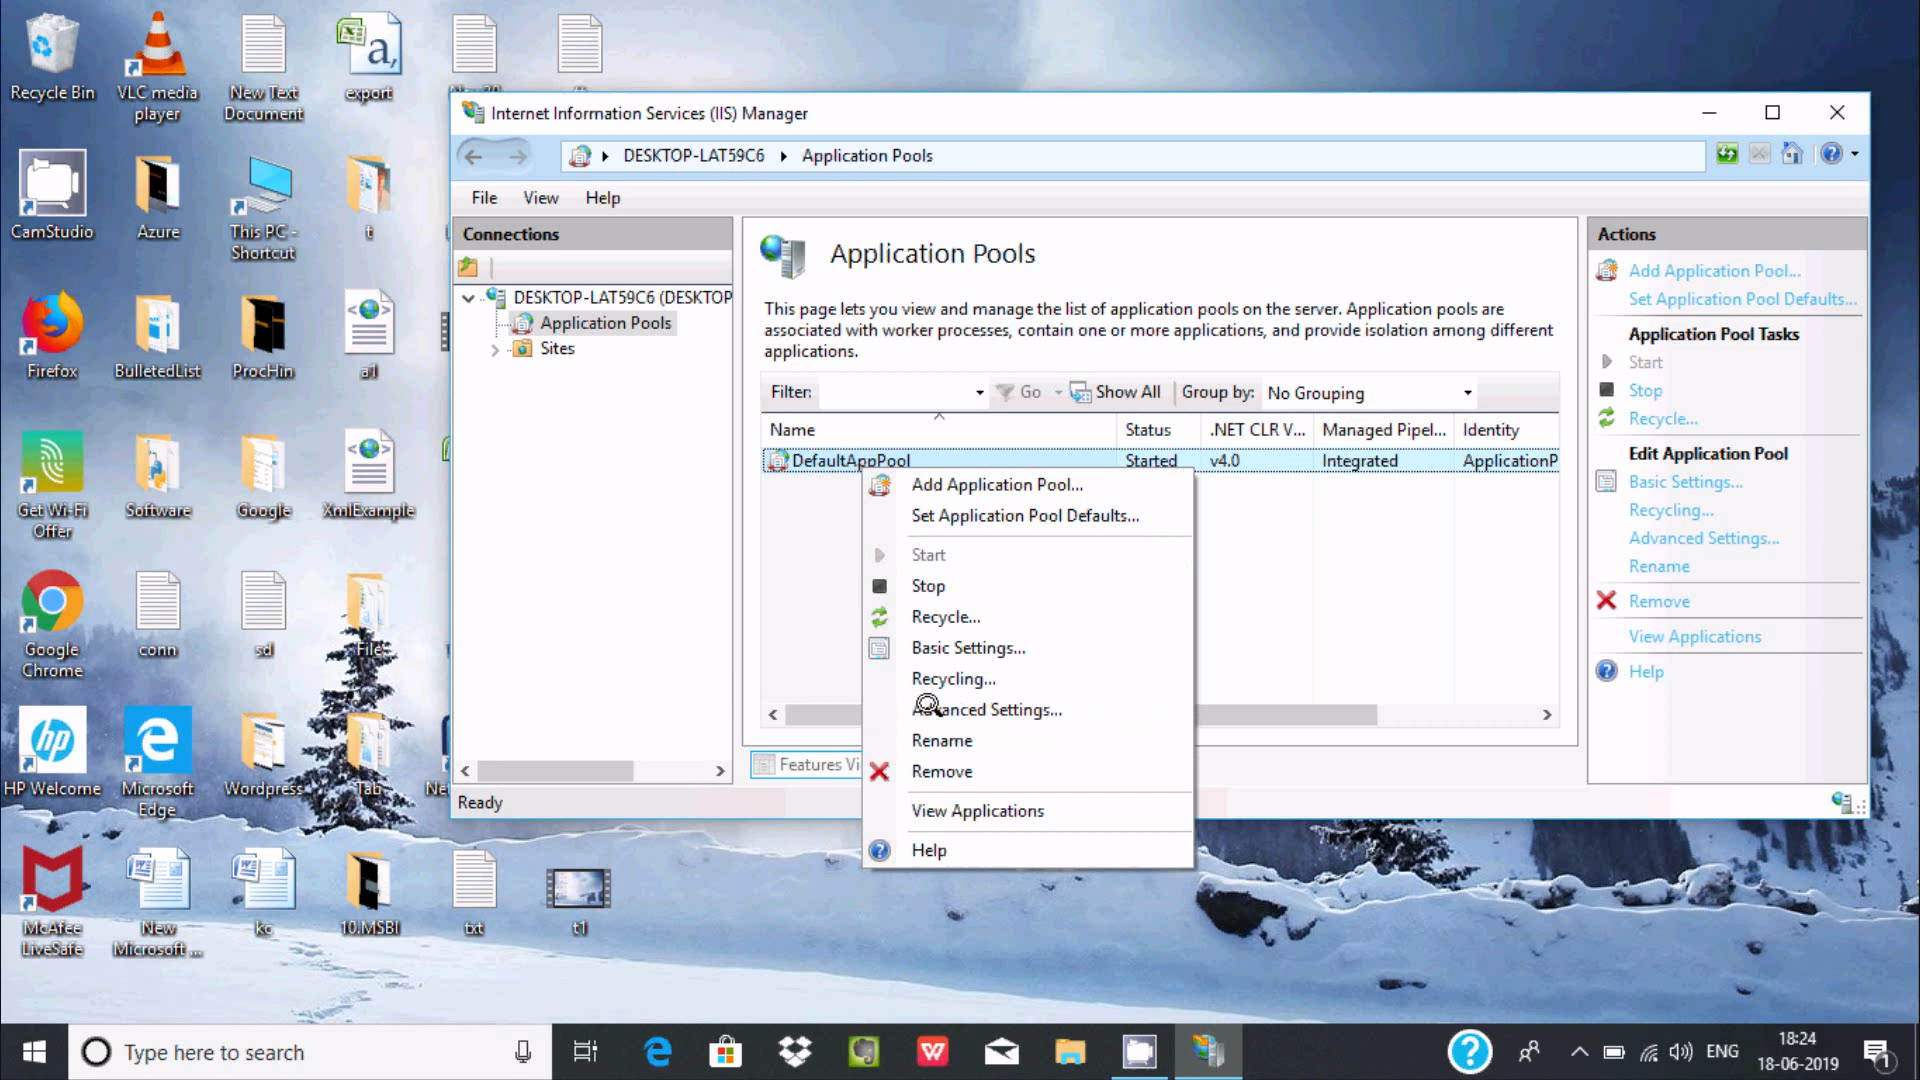 Recycle Bin
VLC media
player
New Text
Document
export
CamStudio
Azure
This PC -
Shortcut
t
Firefox
BulletedList
ProcHin
a1
Get Wi-Fi
Offer
Software
Google
XmlExample
Google
Chrome
conn
sd
File
HP Welcome
Microsoft
Edge
Wordpress
Tab
McAfee
LiveSafe
New
Microsoft ...
kc
10.MSBI
txt
t1
Internet Information Services (IIS) Manager
DESKTOP-LAT59C6
Application Pools
File View Help
Connections
DESKTOP-LAT59C6 (DESKTOP
Application Pools
Sites
Application Pools
This page lets you view and manage the list of application pools on the server. Application pools are
associated with worker processes, contain one or more applications, and provide isolation among different
applications.
Filter: Go Show All Group by: No Grouping
Name Status .NET CLR V... Managed Pipel... Identity
DefaultAppPool Started v4.0 Integrated ApplicationP
Add Application Pool...
Set Application Pool Defaults...
Start
Stop
Recycle...
Basic Settings...
Recycling...
Advanced Settings...
Rename
Remove
View Applications
Help
Features Vi
Ready
Actions
Add Application Pool...
Set Application Pool Defaults...
Application Pool Tasks
Start
Stop
Recycle...
Edit Application Pool
Basic Settings...
Recycling...
Advanced Settings...
Rename
Remove
View Applications
Help
Type here to search
ENG
18:24
18-06-2019
1